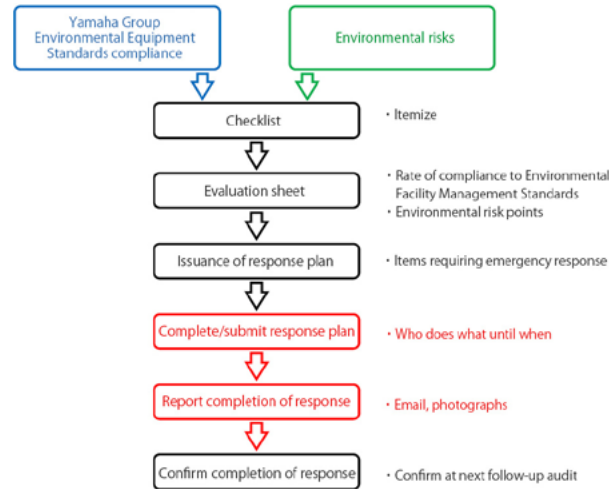 Yamaha Group
Environmental Equipment
Standards compliance
Environmental risks
Checklist
・Itemize
Evaluation sheet
・Rate of compliance to Environmental
Facility Management Standards
・Environmental risk points
Issuance of response plan
・Items requiring emergency response
Complete/submit response plan
・Who does what until when
Report completion of response
・Email, photographs
Confirm completion of response
・Confirm at next follow-up audit